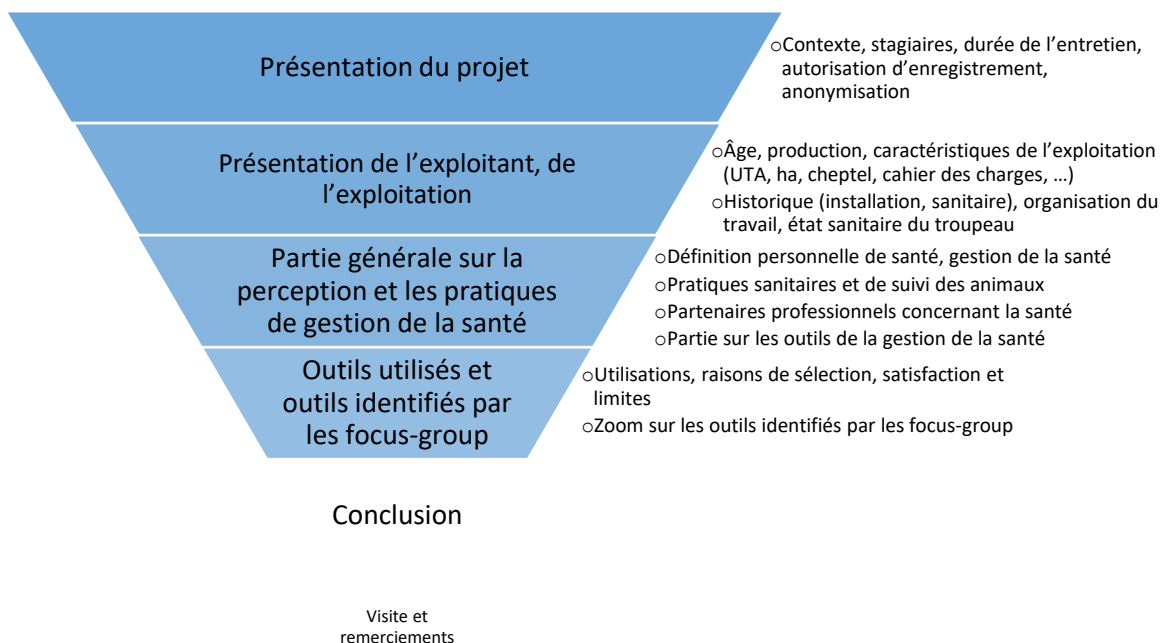 Présentation du projet
oContexte, stagiaires, durée de l’entretien,
autorisation d’enregistrement,
anonymisation
Présentation de l’exploitant, de
l’exploitation
oÂge, production, caractéristiques de l’exploitation
(UTA, ha, cheptel, cahier des charges, …)
oHistorique (installation, sanitaire), organisation du
travail, état sanitaire du troupeau
Partie générale sur la
perception et les pratiques
de gestion de la santé
oDéfinition personnelle de santé, gestion de la santé
oPratiques sanitaires et de suivi des animaux
oPartenaires professionnels concernant la santé
oPartie sur les outils de la gestion de la santé
Outils utilisés et
outils identifiés par
les focus-group
oUtilisations, raisons de sélection, satisfaction et
limites
oZoom sur les outils identifiés par les focus-group
Conclusion
Visite et
remerciements